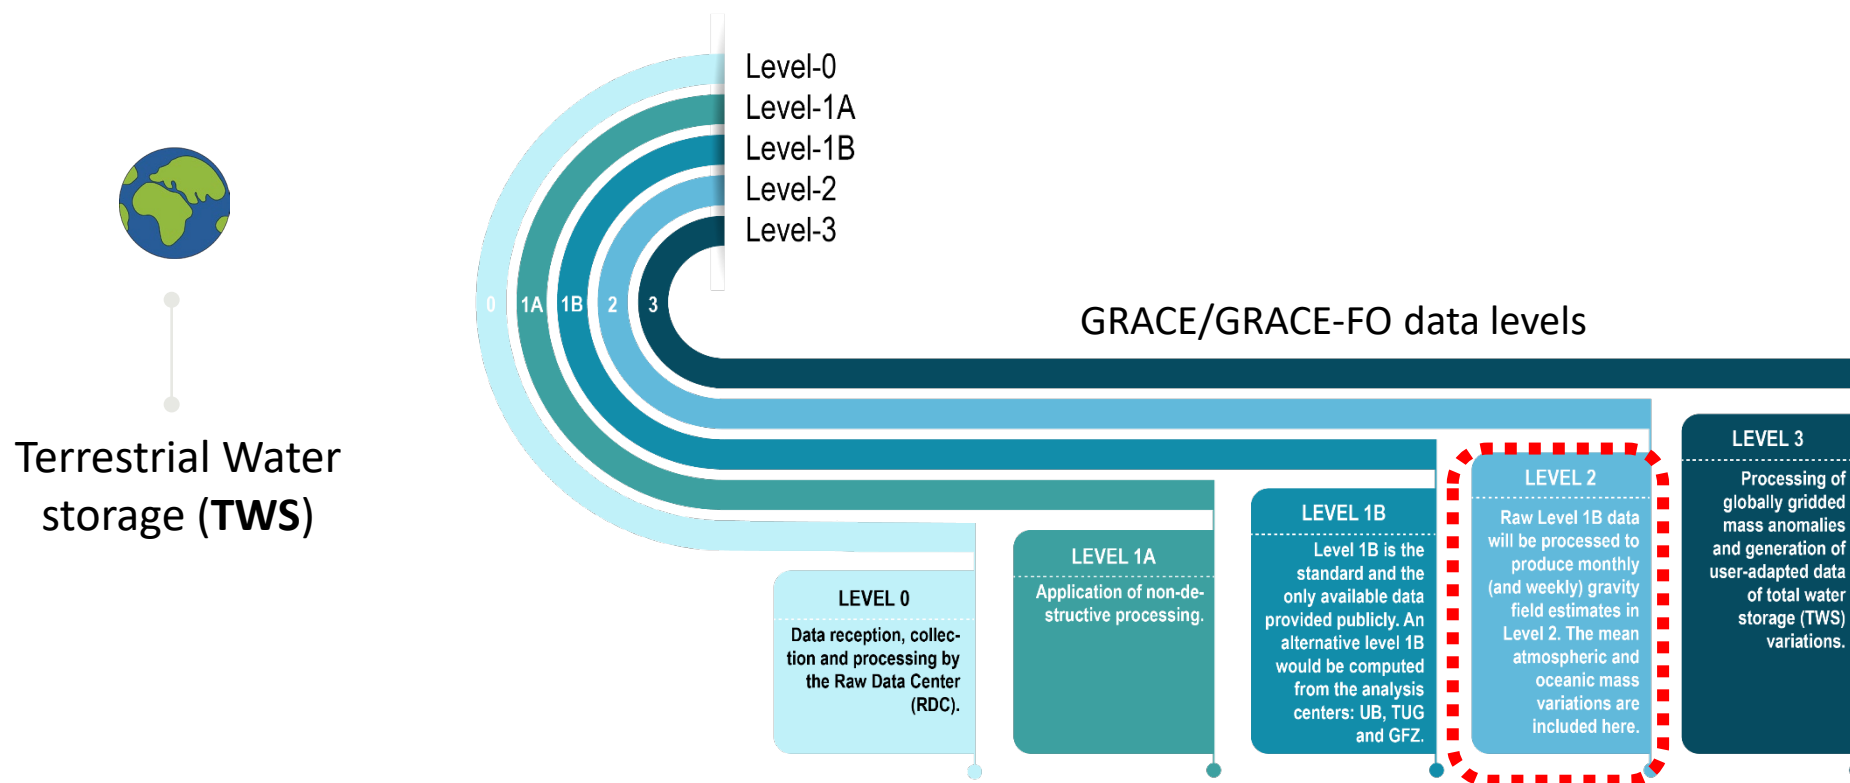 Level-0
Level-1A
Level-1B
Level-2
Level-3
0
1A
1B
2
3
GRACE/GRACE-FO data levels
Terrestrial Water
storage (TWS)
LEVEL 0
Data reception, collec-
tion and processing by
the Raw Data Center
(RDC).
LEVEL 1A
Application of non-de-
structive processing.
LEVEL 1B
Level 1B is the
standard and the
only available data
provided publicly. An
alternative level 1B
would be computed
from the analysis
centers: UB, TUG
and GFZ.
LEVEL 2
Raw Level 1B data
will be processed to
produce monthly
(and weekly) gravity
field estimates in
Level 2. The mean
atmospheric and
oceanic mass
variations are
included here.
LEVEL 3
Processing of
globally gridded
mass anomalies
and generation of
user-adapted data
of total water
storage (TWS)
variations.